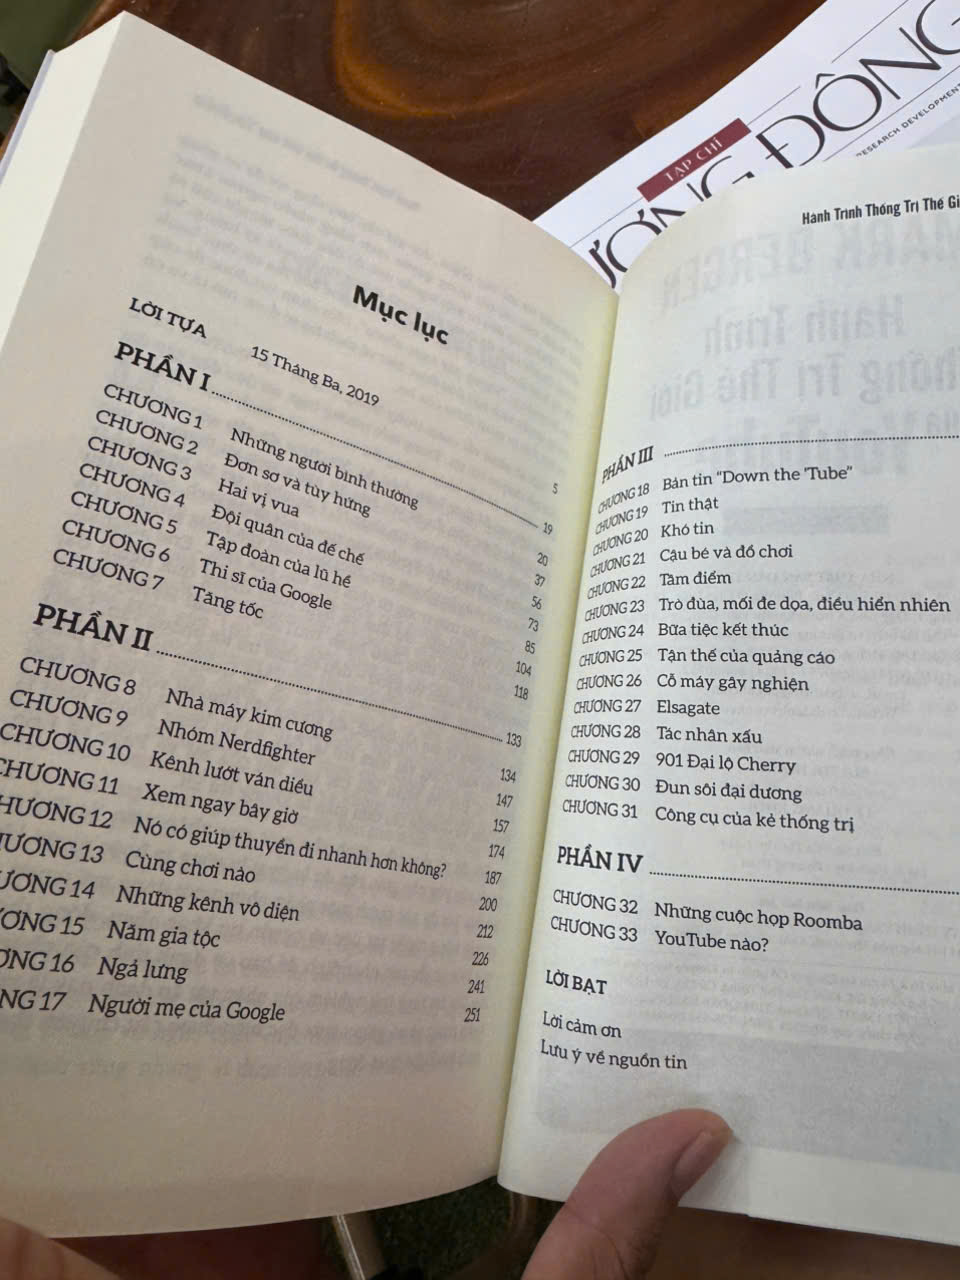 Mục lục
LỜI TỰA
15 Tháng Ba, 2019 5
PHẦN I 19
CHƯƠNG 1 Những người bình thường 20
CHƯƠNG 2 Đơn sơ và tùy hứng 37
CHƯƠNG 3 Hai vị vua 56
CHƯƠNG 4 Đội quân của đế chế 73
CHƯƠNG 5 Tập đoàn của lũ hề 85
CHƯƠNG 6 Thi sĩ của Google 104
CHƯƠNG 7 Tăng tốc 118
PHẦN II 133
CHƯƠNG 8 Nhà máy kim cương 134
CHƯƠNG 9 Nhóm Nerdfighter 147
CHƯƠNG 10 Kênh lướt ván diều 157
CHƯƠNG 11 Xem ngay bây giờ 174
HƯƠNG 12 Nó có giúp thuyền đi nhanh hơn không? 187
HƯƠNG 13 Cùng chơi nào 200
ƯƠNG 14 Những kênh vô diện 212
ƯƠNG 15 Năm gia tộc 226
ƠNG 16 Ngả lưng 241
NG 17 Người mẹ của Google 251
TẠP CHÍ
ƯƠNG ĐÔNG
RESEARCH DEVELOPMENT
Hành Trình Thống Trị Thế Gi
PHẦN III
CHƯƠNG 18 Bản tin “Down the 'Tube”
CHƯƠNG 19 Tin thật
CHƯƠNG 20 Khó tin
CHƯƠNG 21 Cậu bé và đồ chơi
CHƯƠNG 22 Tâm điểm
CHƯƠNG 23 Trò đùa, mối đe dọa, điều hiển nhiên
CHƯƠNG 24 Bữa tiệc kết thúc
CHƯƠNG 25 Tận thế của quảng cáo
CHƯƠNG 26 Cỗ máy gây nghiện
CHƯƠNG 27 Elsagate
CHƯƠNG 28 Tác nhân xấu
CHƯƠNG 29 901 Đại lộ Cherry
CHƯƠNG 30 Đun sôi đại dương
CHƯƠNG 31 Công cụ của kẻ thống trị
PHẦN IV
CHƯƠNG 32 Những cuộc họp Roomba
CHƯƠNG 33 YouTube nào?
LỜI BẠT
Lời cảm ơn
Lưu ý về nguồn tin